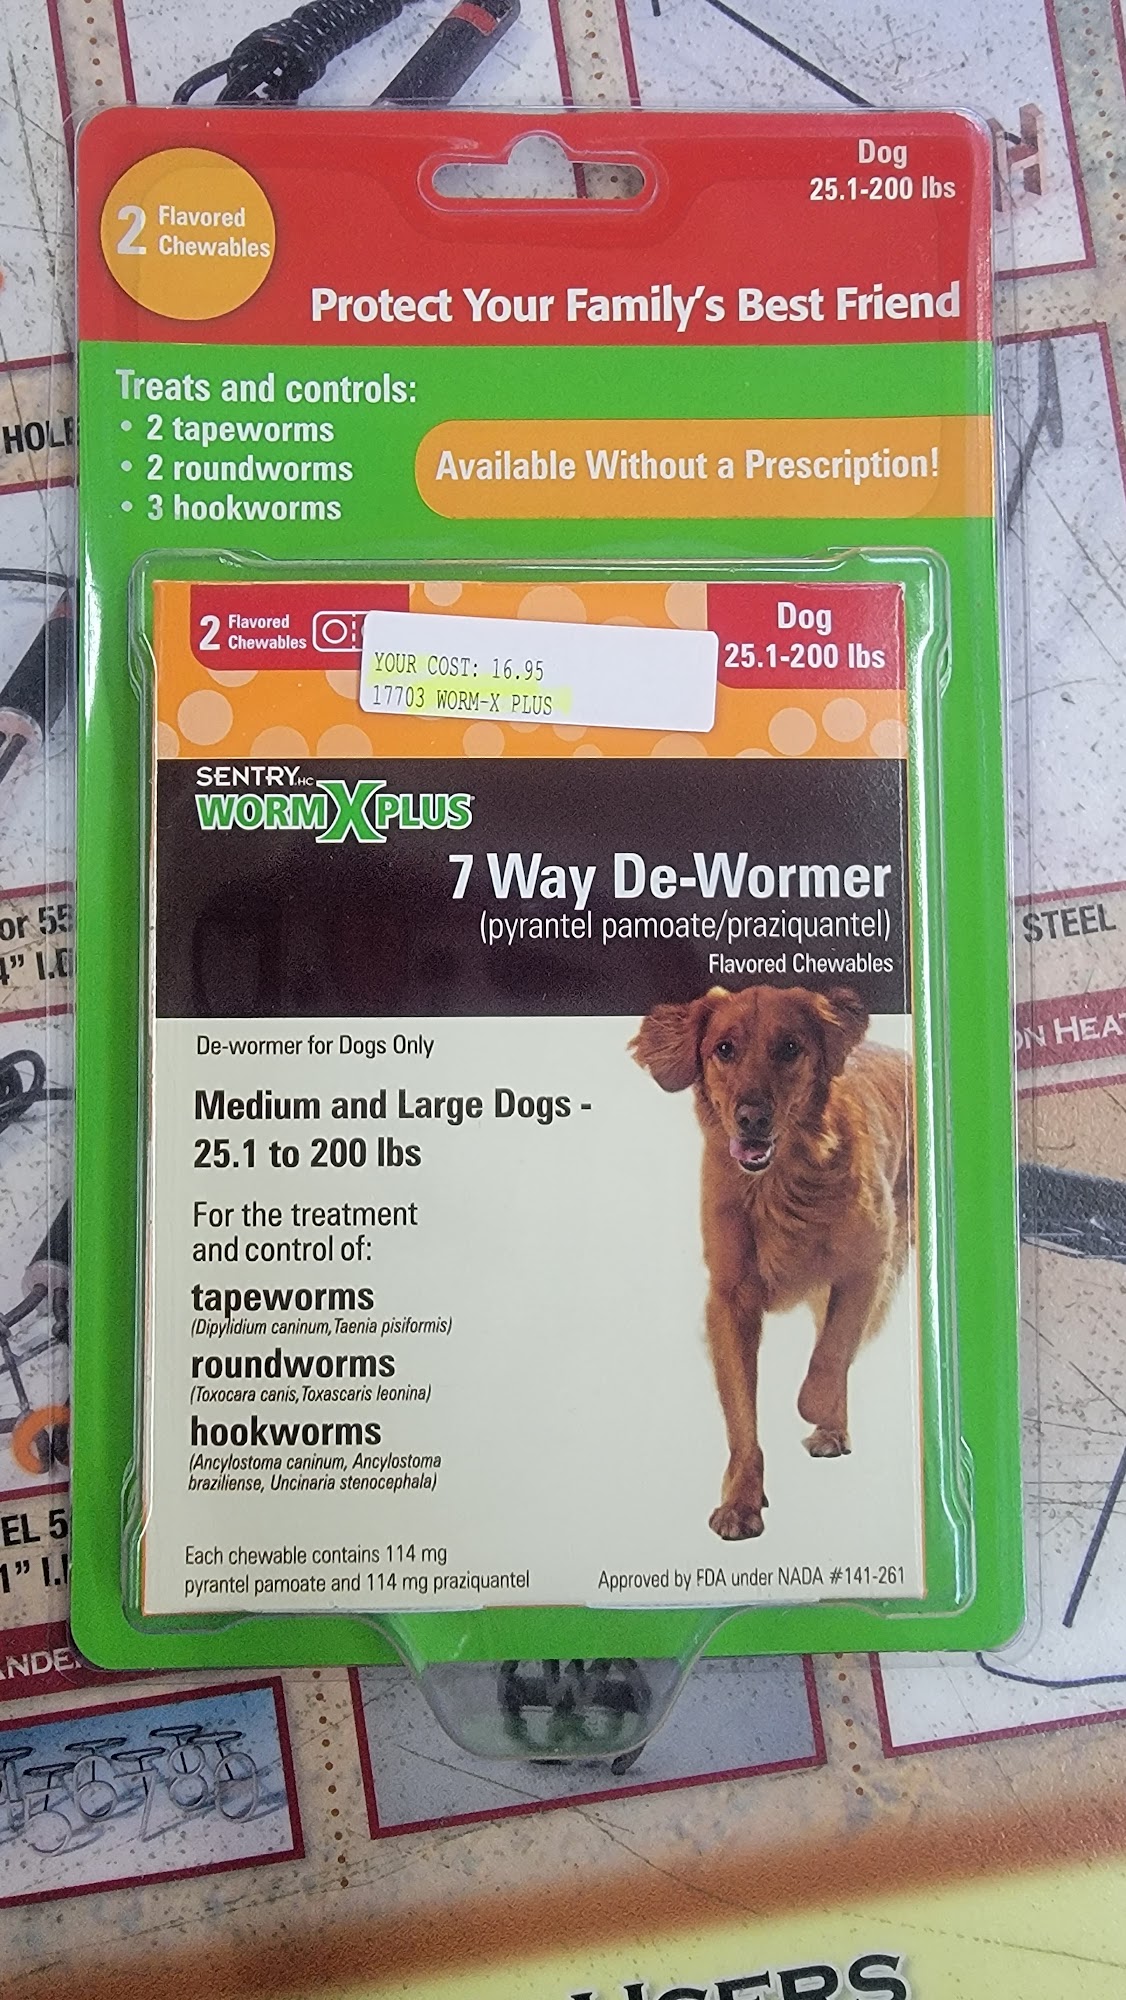 Dog
25.1-200 lbs
2 Flavored
Chewables
Protect Your Family's Best Friend
Treats and controls:
• 2 tapeworms
• 2 roundworms
• 3 hookworms
Available Without a Prescription!
2 Flavored
Chewables
Dog
25.1-200 lbs
YOUR COST: 16.95
17703 WORM-X PLUS
SENTRY HC
WORM X PLUS
7 Way De-Wormer
(pyrantel pamoate/praziquantel)
Flavored Chewables
De-wormer for Dogs Only
Medium and Large Dogs -
25.1 to 200 lbs
For the treatment
and control of:
tapeworms
(Dipylidium caninum, Taenia pisiformis)
roundworms
(Toxocara canis, Toxascaris leonina)
hookworms
(Ancylostoma caninum, Ancylostoma
braziliense, Uncinaria stenocephala)
Each chewable contains 114 mg
pyrantel pamoate and 114 mg praziquantel
Approved by FDA under NADA #141-261
or 55
STEEL
HEAT
EL 5